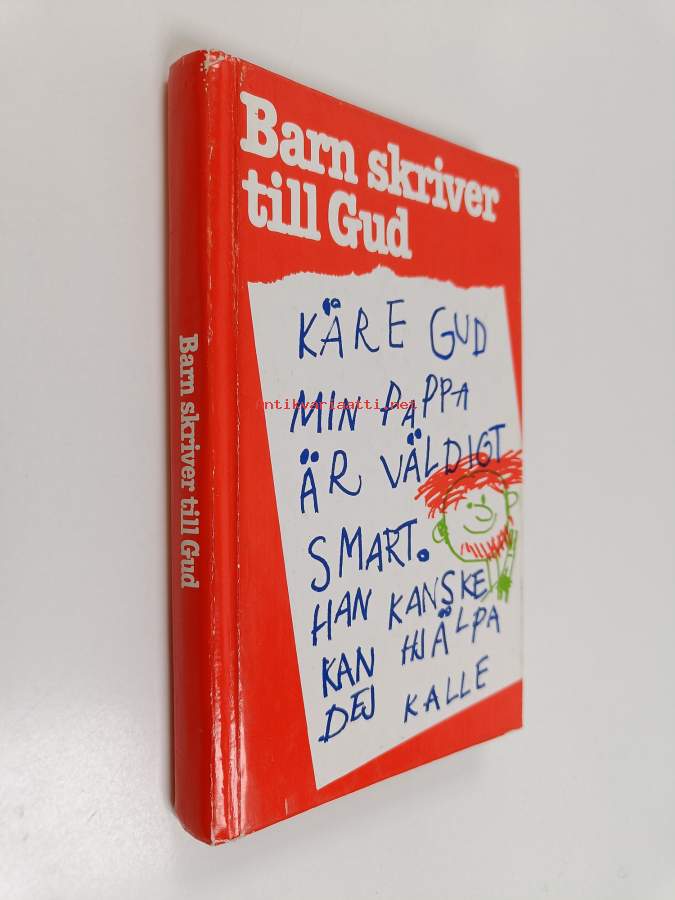 Barn skriver
till Gud
KÄRE GUD
MIN PAPPA
ÄR VÄLDIGT
SMART.
HAN KANSKE
KAN HJÄLPA
DEJ KALLE
Barn skriver till Gud
antikvariaatti.net